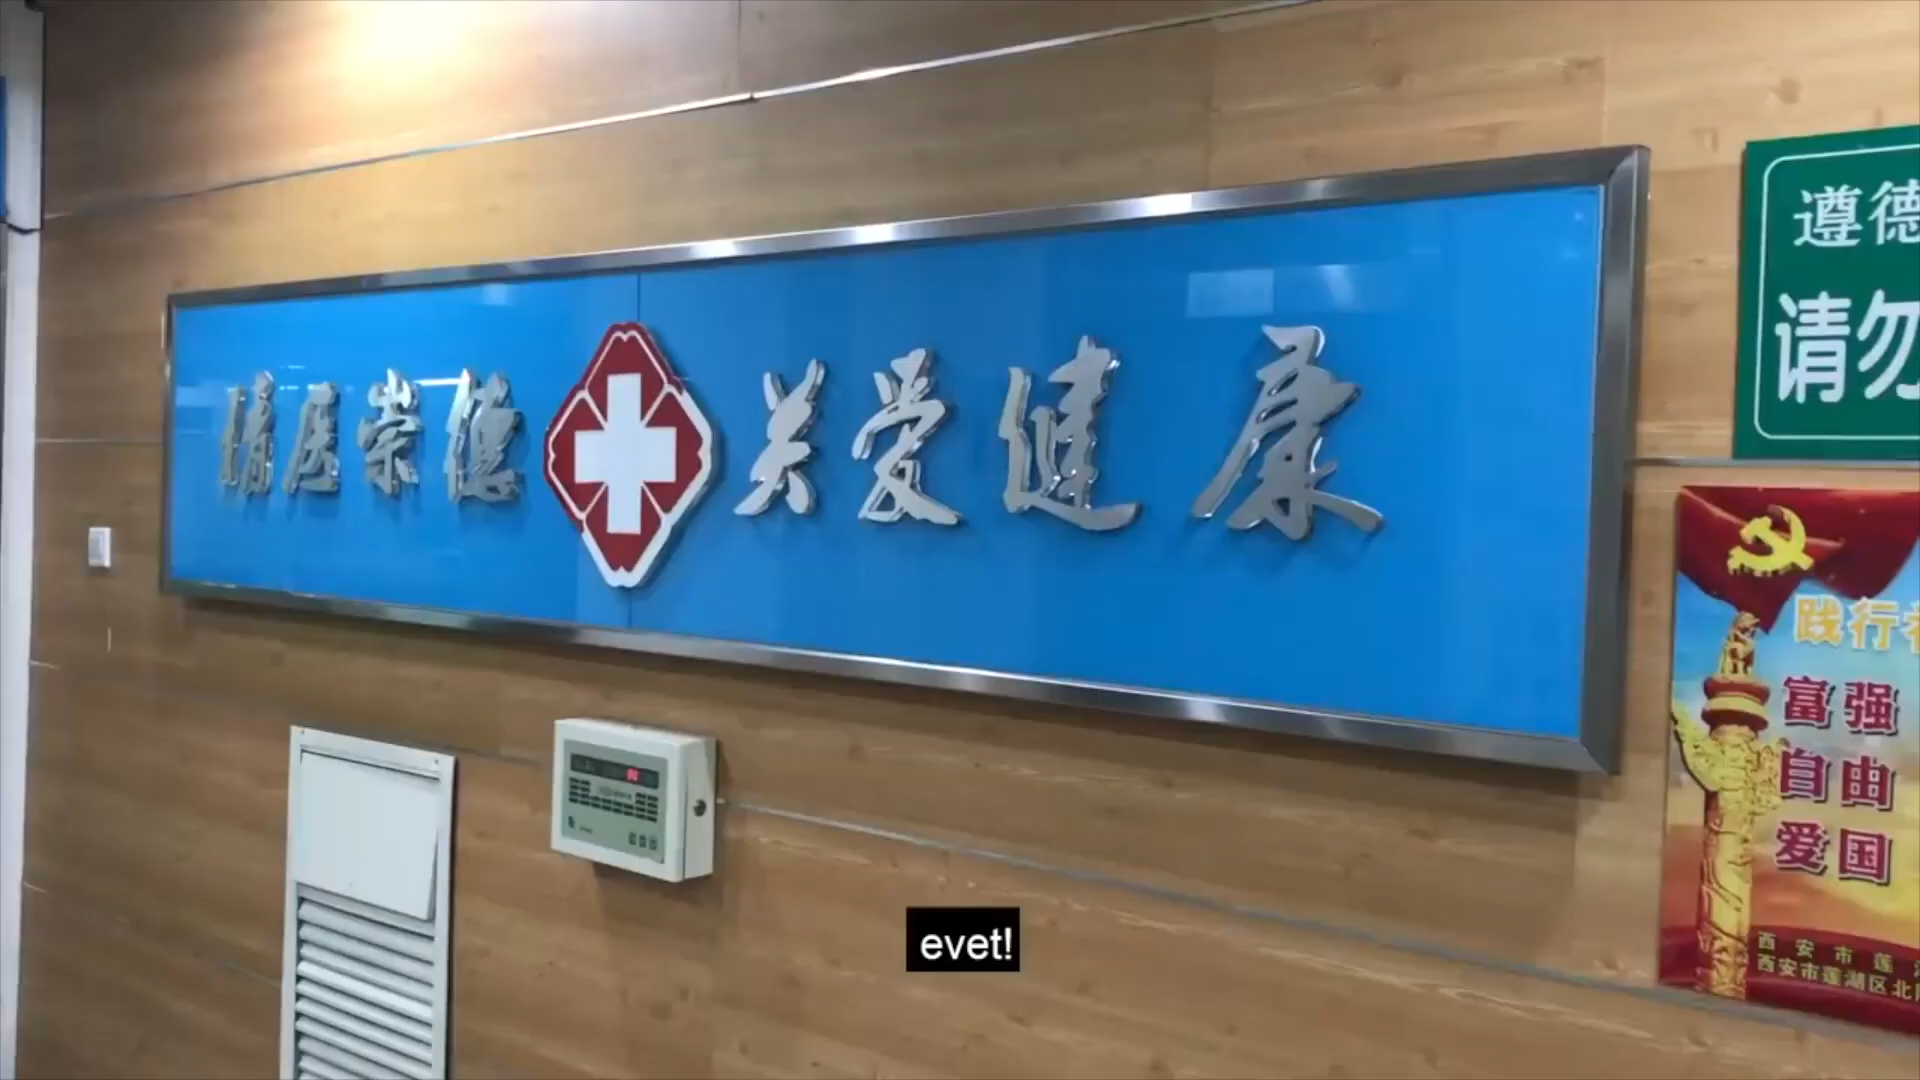 精医崇德 关爱健康
遵德
请勿
践行
富强
自由
爱国
西安市莲
西安市莲湖区北
evet!